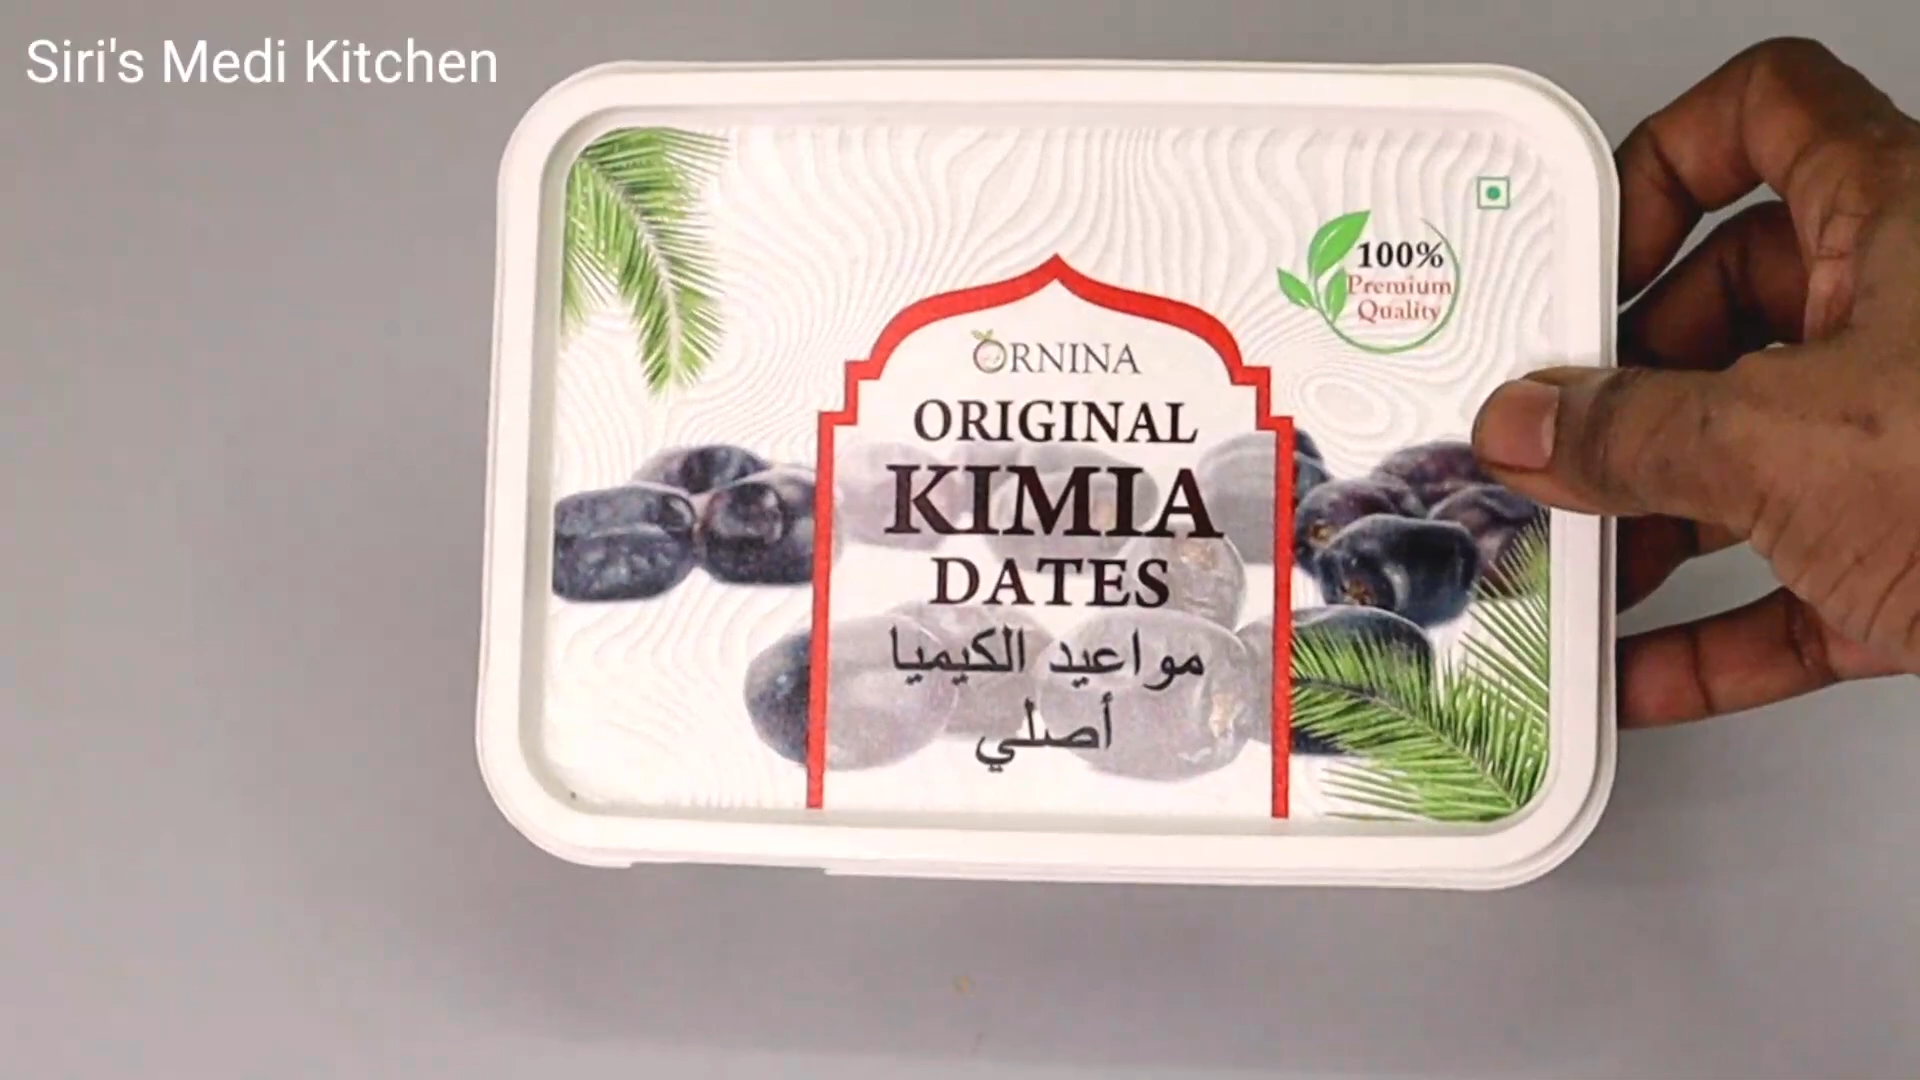 Siri's Medi Kitchen
100%
Premium
Quality
ORNINA
ORIGINAL
KIMIA
DATES
مواعيد الكيميا
أصلي